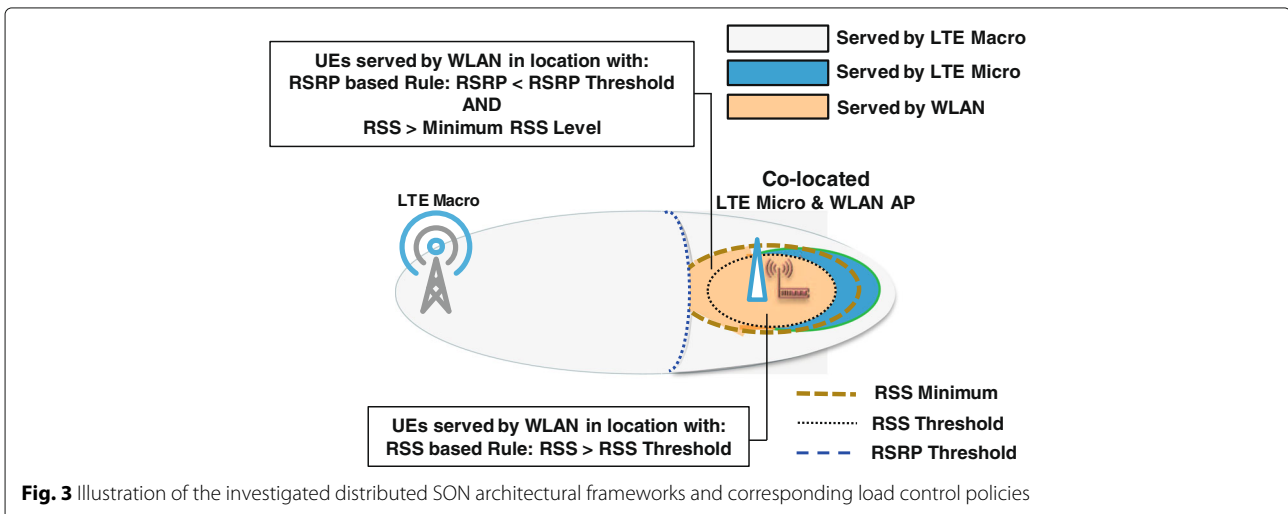 UEs served by WLAN in location with:
RSRP based Rule: RSRP < RSRP Threshold
AND
RSS > Minimum RSS Level
Served by LTE Macro
Served by LTE Micro
Served by WLAN
LTE Macro
Co-located
LTE Micro & WLAN AP
UEs served by WLAN in location with:
RSS based Rule: RSS > RSS Threshold
RSS Minimum
RSS Threshold
RSRP Threshold
Fig. 3 Illustration of the investigated distributed SON architectural frameworks and corresponding load control policies